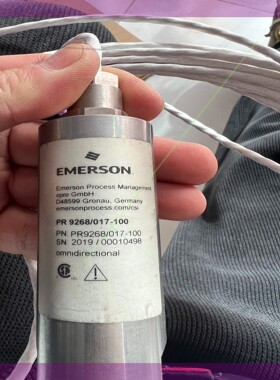 EMERSON
Emerson Process Management
epro GmbH
D48599 Gronau, Germany
emersonprocess.com/csi
PR 9268/017-100
PN: PR9268/017-100
SN 2019 / 00010498
omnidirectional